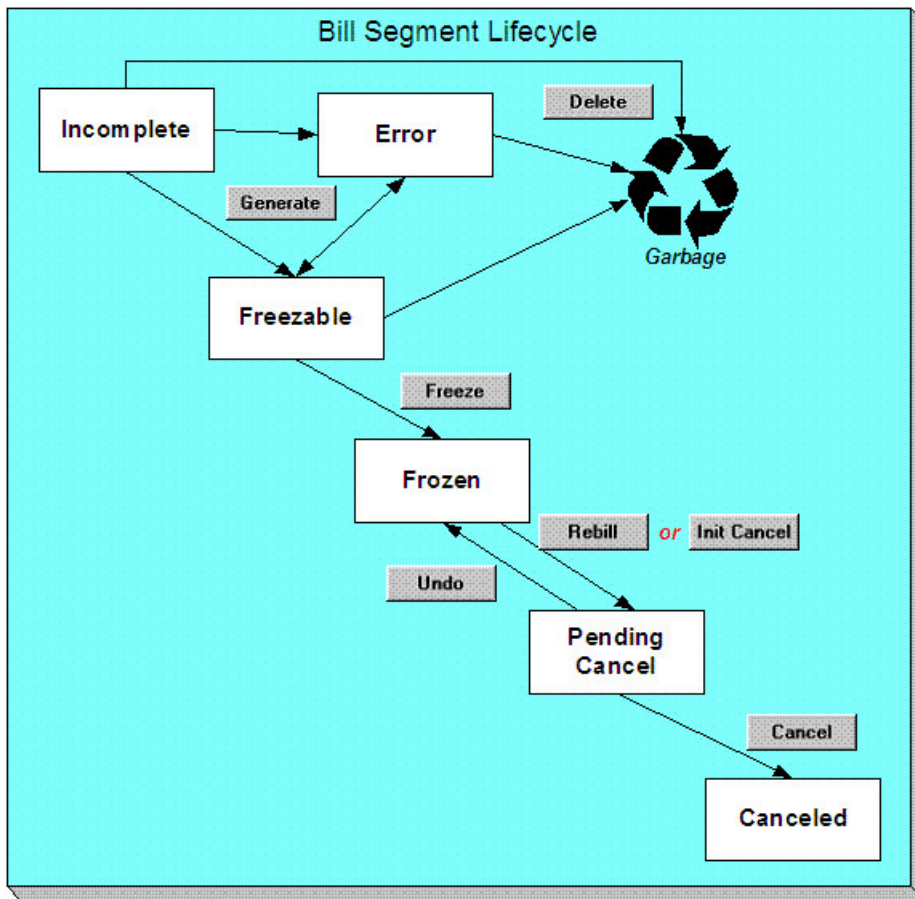 Bill Segment Lifecycle
Delete
Incomplete
Error
Generate
Garbage
Freezable
Freeze
Frozen
Rebill or Init Cancel
Undo
Pending
Cancel
Cancel
Canceled